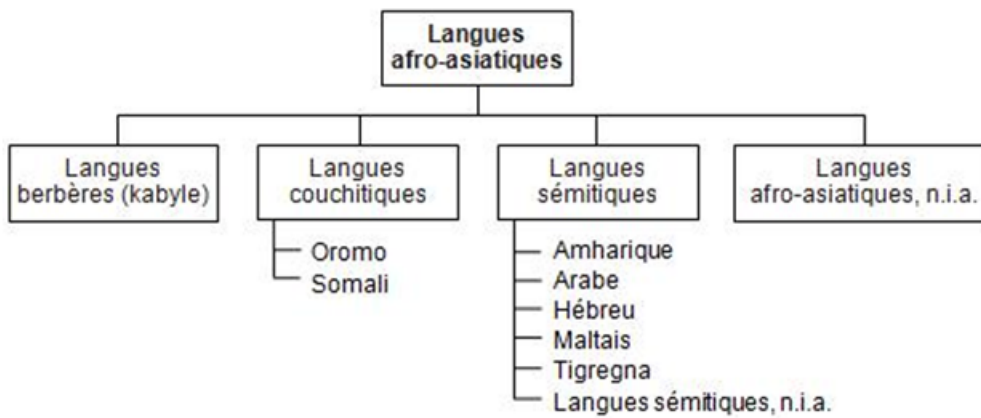 Langues
afro-asiatiques
Langues
berbères (kabyle)
Langues
couchitiques
Oromo
Somali
Langues
sémitiques
Amharique
Arabe
Hébreu
Maltais
Tigregna
Langues sémitiques, n.i.a.
Langues
afro-asiatiques, n.i.a.